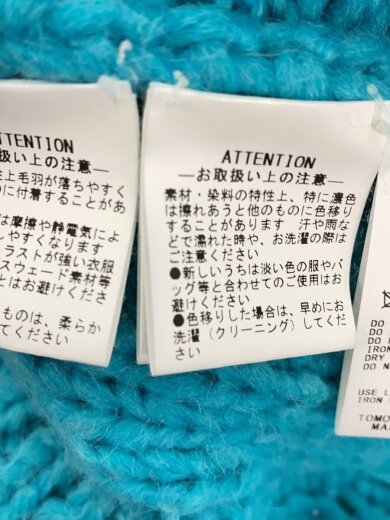 ATTENTION
扱い上の注意―
上毛羽が落ちやすく
に付着することがあ
は摩擦や静電気によ
しやすくなります
トラストが強い衣服
スウェード素材等
とはお避けくださ
ものは、柔らか
ださい
ATTENTION
―お取扱い上の注意―
素材・染料の特性上、特に濃色
は擦れあうと他のものに色移り
することがあります 汗や雨な
どで濡れた時や、お洗濯の際は
ご注意ください
●新しいうちは淡い色の服やバ
ッグ等と合わせてのご使用はお
避けください
●色移りした場合は、早めにお
洗濯(クリーニング)してくだ
さい
DO
DO
DO
IRON
DRY
DO N
USE L
IRON
TOMO
MA